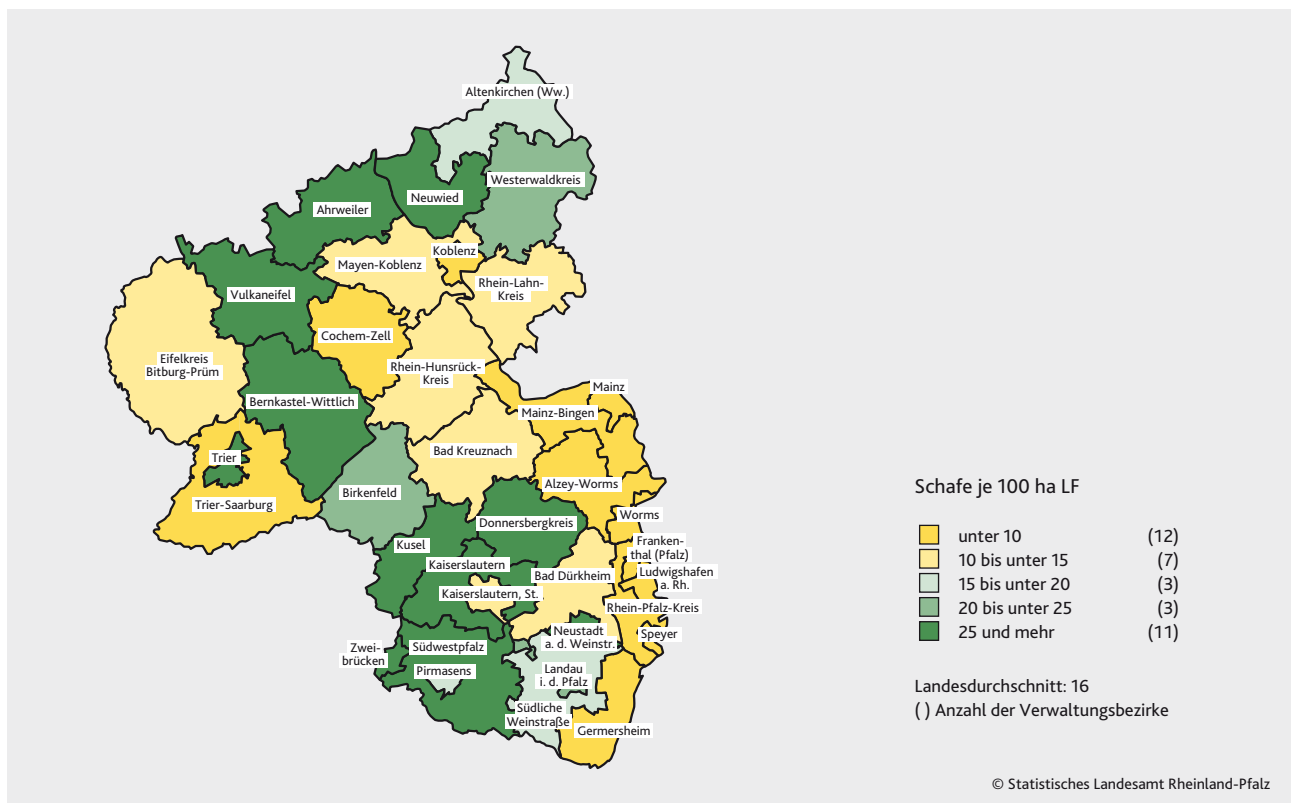 Altenkirchen (Ww.)
Westerwaldkreis
Neuwied
Ahrweiler
Koblenz
Mayen-Koblenz
Rhein-Lahn-
Kreis
Vulkaneifel
Cochem-Zell
Eifelkreis
Bitburg-Prüm
Rhein-Hunsrück-
Kreis
Mainz
Bernkastel-Wittlich
Mainz-Bingen
Bad Kreuznach
Trier
Alzey-Worms
Birkenfeld
Trier-Saarburg
Worms
Donnersbergkreis
Franken-
thal (Pfalz)
Kusel
Kaiserslautern
Ludwigshafen
a. Rh.
Bad Dürkheim
Kaiserslautern, St.
Rhein-Pfalz-Kreis
Neustadt
a. d. Weinstr.
Speyer
Zwei-
brücken
Südwestpfalz
Pirmasens
Landau
i. d. Pfalz
Südliche
Weinstraße
Germersheim
Schafe je 100 ha LF
unter 10 (12)
10 bis unter 15 (7)
15 bis unter 20 (3)
20 bis unter 25 (3)
25 und mehr (11)
Landesdurchschnitt: 16
( ) Anzahl der Verwaltungsbezirke
© Statistisches Landesamt Rheinland-Pfalz